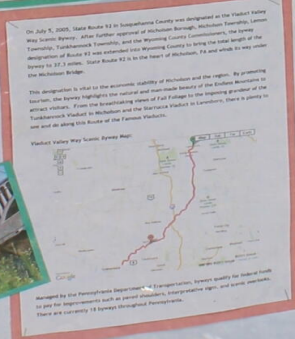 On July 5, 2005, State Route 92 in Susquehanna County was designated as the Viaduct Valley
Way Scenic Byway. After further approval of Nicholson Borough, Nicholson Township, Lemon
Township, Tunkhannock Township, and the Wyoming County Commissioners, the byway
designation of Route 92 was extended into Wyoming County to bring the total length of the
byway to 37.3 miles. State Route 92 is in the heart of Nicholson, PA and winds its way under
the Nicholson Bridge.
This designation is vital to the economic stability of Nicholson and the region. By promoting
tourism, the byway highlights the natural and man-made beauty of the Endless Mountains to
attract visitors. From the breathtaking views of Fall Foliage to the imposing grandeur of the
Tunkhannock Viaduct in Nicholson and the Starrucca Viaduct in Lanesboro, there is plenty to
see and do along this Route of the Famous Viaducts.
Viaduct Valley Way Scenic Byway Map:
Google
Managed by the Pennsylvania Department of Transportation, byways qualify for federal funds
to pay for improvements such as paved shoulders, interpretative signs, and scenic overlooks.
There are currently 18 byways throughout Pennsylvania.